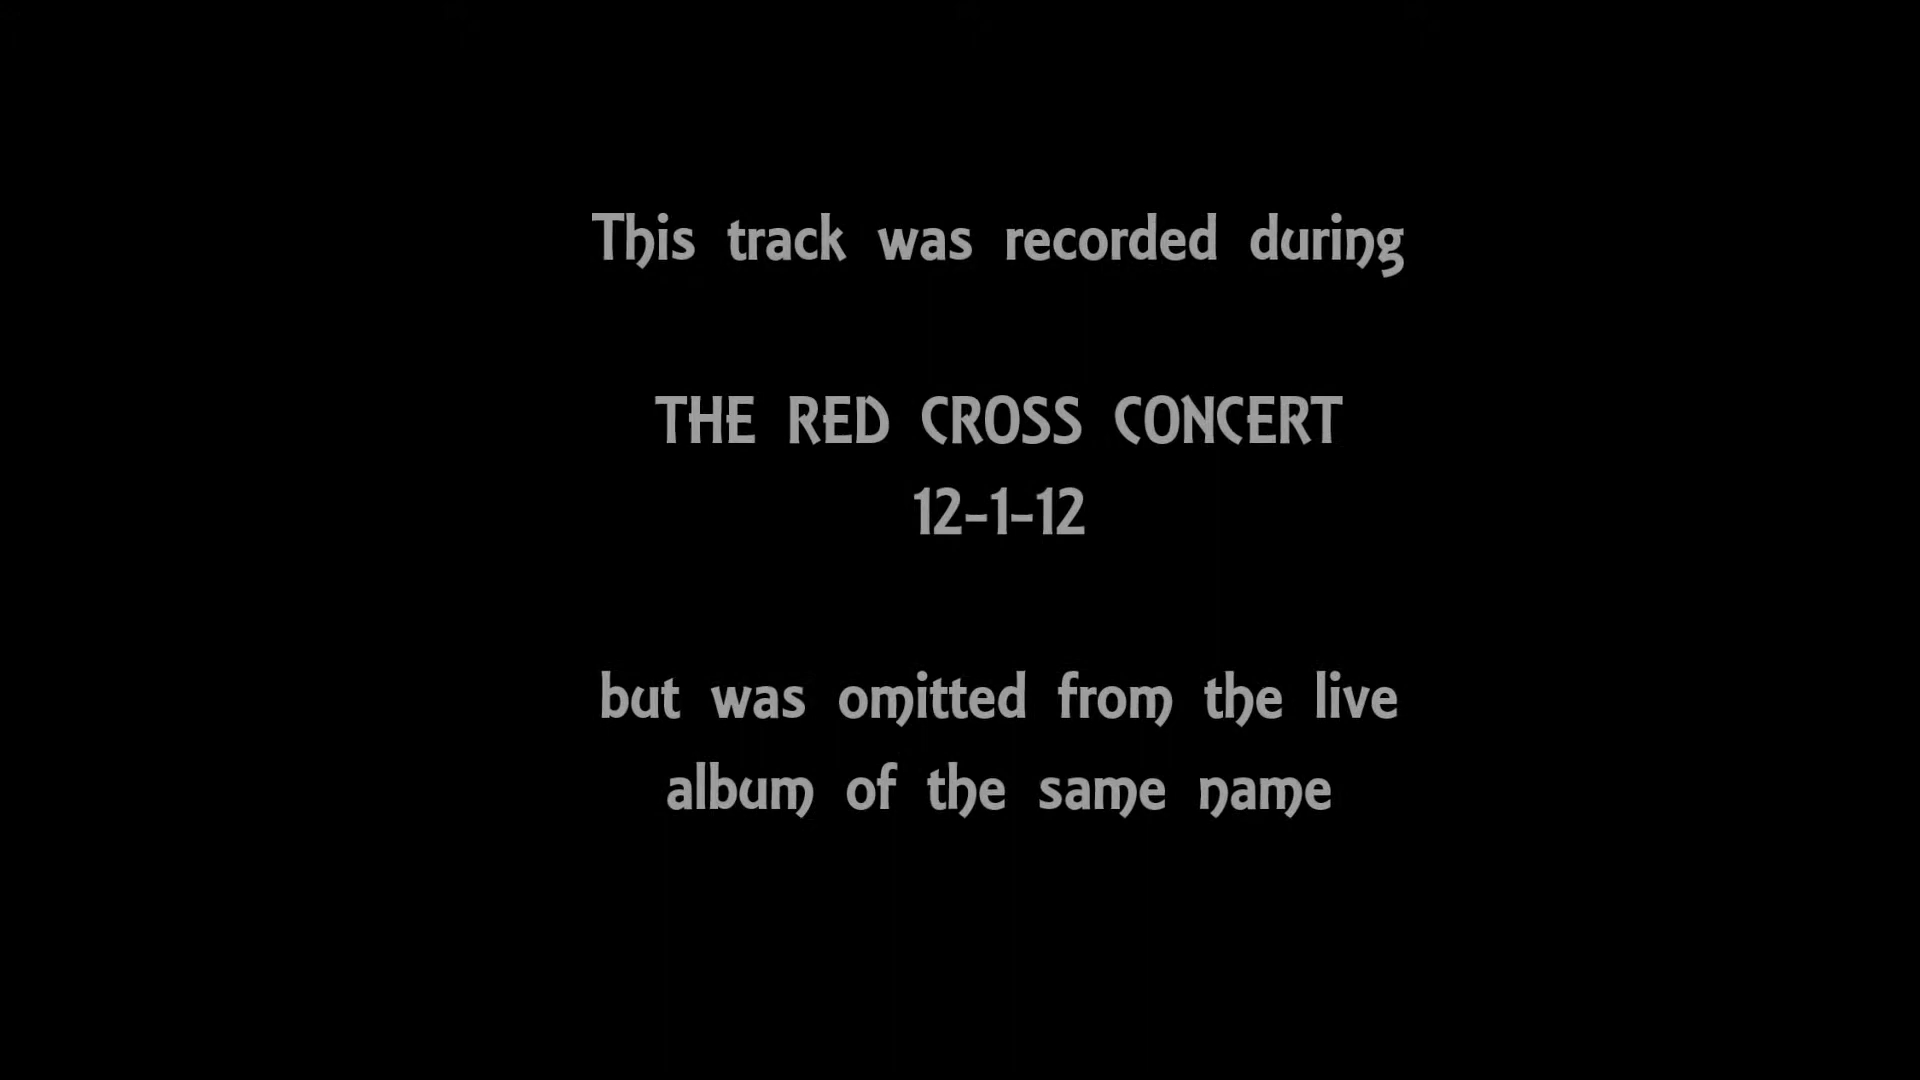 This track was recorded during
THE RED CROSS CONCERT
12-1-12
but was omitted from the live
album of the same name